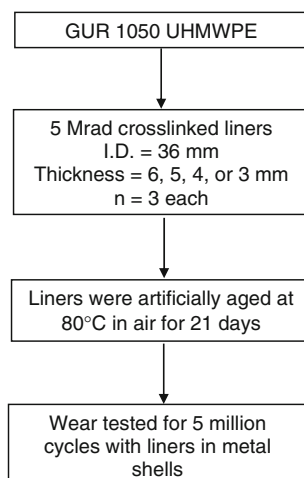 GUR 1050 UHMWPE
5 Mrad crosslinked liners
I.D. = 36 mm
Thickness = 6, 5, 4, or 3 mm
n = 3 each
Liners were artificially aged at
80°C in air for 21 days
Wear tested for 5 million
cycles with liners in metal
shells